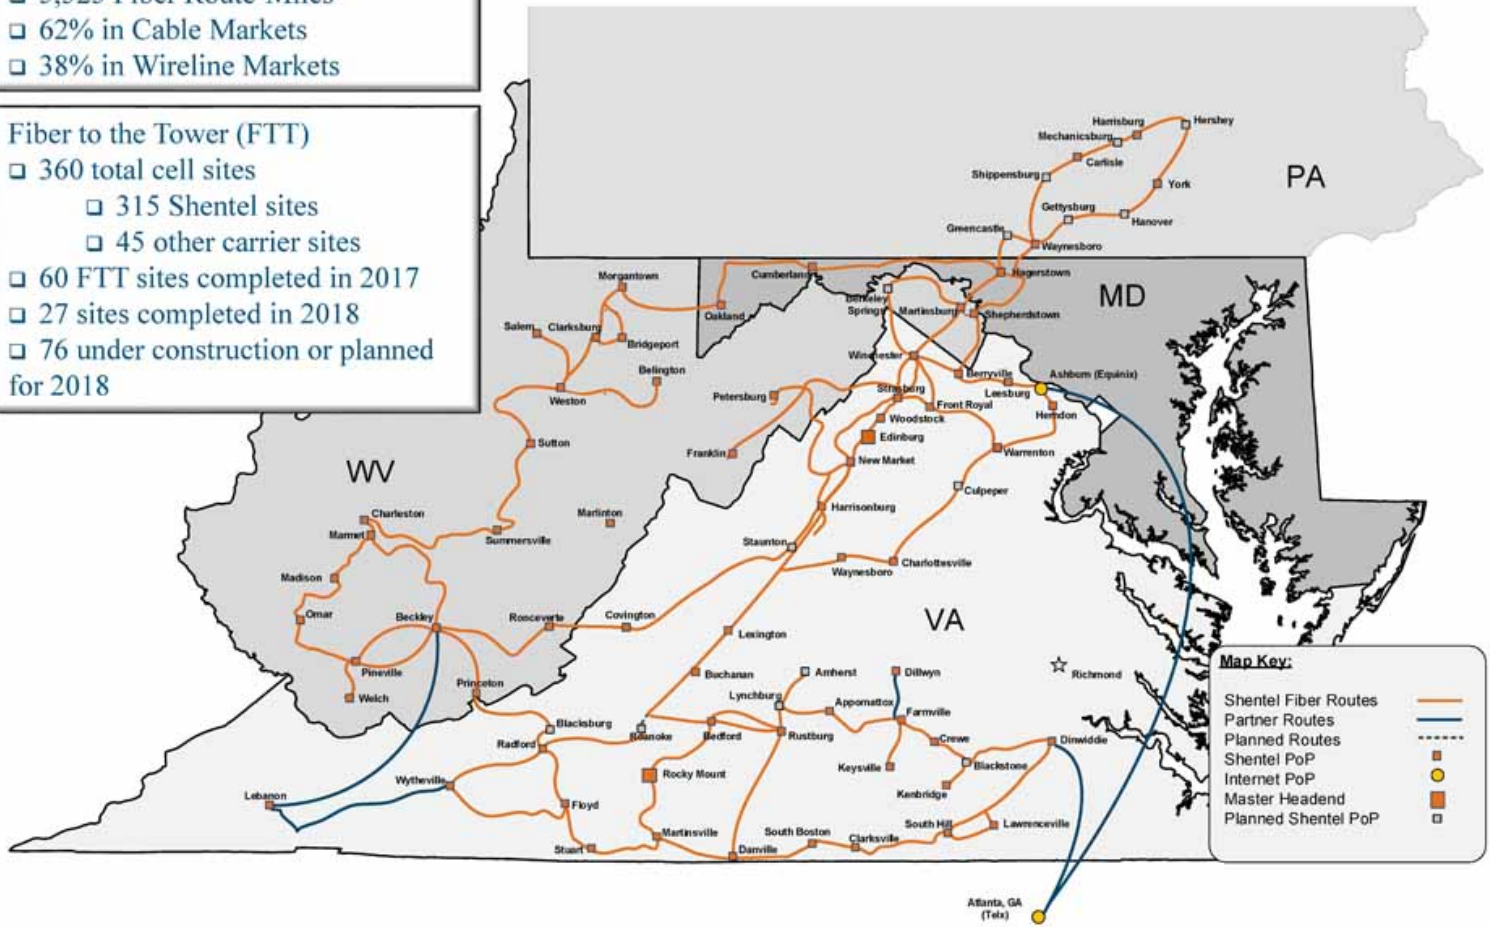 5,525 Fiber Route Miles
❑ 62% in Cable Markets
❑ 38% in Wireline Markets
Fiber to the Tower (FTT)
❑ 360 total cell sites
❑ 315 Shentel sites
❑ 45 other carrier sites
❑ 60 FTT sites completed in 2017
❑ 27 sites completed in 2018
❑ 76 under construction or planned
for 2018
Harrisburg
Hershey
Mechanicsburg
Carlisle
Shippensburg
PA
York
Gettysburg
Hanover
Greencastle
Waynesboro
Cumberland
Hagerstown
Morgantown
MD
Berkeley
Springs
Martinsburg
Shepherdstown
Oakland
Salem
Clarksburg
Bridgeport
Winchester
Belington
Berryville
Ashburn (Equinix)
Leesburg
Petersburg
Strasburg
Weston
Front Royal
Herndon
Woodstock
Edinburg
Sutton
Franklin
New Market
Warrenton
WV
Culpeper
Charleston
Marlinton
Harrisonburg
Marmet
Summersville
Staunton
Waynesboro
Charlottesville
Madison
Omar
Beckley
Ronceverte
Covington
VA
Lexington
Pineville
Buchanan
Amherst
Dillwyn
Richmond
Princeton
Welch
Lynchburg
Appomattox
Farmville
Blacksburg
Roanoke
Bedford
Rustburg
Crewe
Dinwiddie
Radford
Keysville
Blackstone
Rocky Mount
Wytheville
Kenbridge
Lebanon
Floyd
South Hill
Lawrenceville
Martinsville
South Boston
Clarksville
Stuart
Danville
Atlanta, GA
(Telx)
Map Key:
Shentel Fiber Routes
Partner Routes
Planned Routes
Shentel PoP
Internet PoP
Master Headend
Planned Shentel PoP